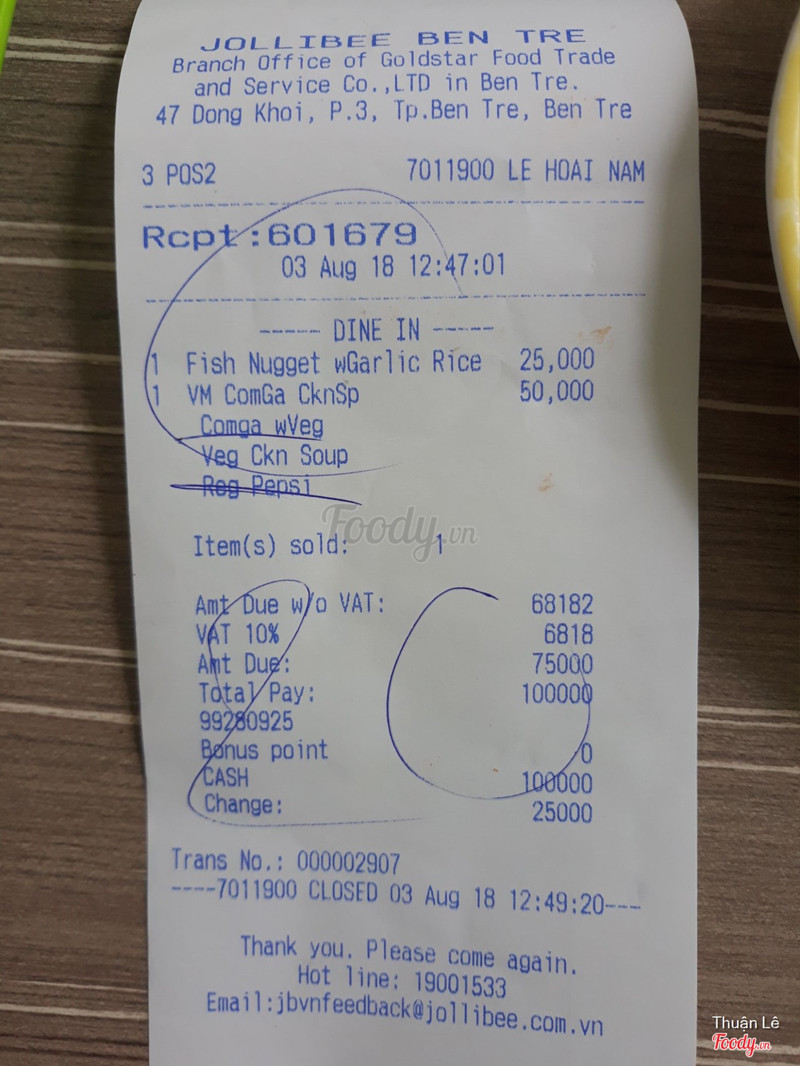 JOLLIBEE BEN TRE
Branch Office of Goldstar Food Trade
and Service Co.,LTD in Ben Tre.
47 Dong Khoi, P.3, Tp.Ben Tre, Ben Tre
3 POS2 7011900 LE HOAI NAM
Rcpt:601679
03 Aug 18 12:47:01
------ DINE IN ------
1 Fish Nugget wGarlic Rice 25,000
1 VM ComGa CknSp 50,000
Comga wVeg
Veg Ckn Soup
Reg Pepsi
Foody.vn
Item(s) sold: 1
Amt Due w/o VAT: 68182
VAT 10% 6818
Amt Due: 75000
Total Pay: 100000
99280925
Bonus point 0
CASH 100000
Change: 25000
Trans No.: 000002907
----7011900 CLOSED 03 Aug 18 12:49:20---
Thank you. Please come again.
Hot line: 19001533
Email:jbvnfeedback@jollibee.com.vn
Thuận Lê
Foody.vn